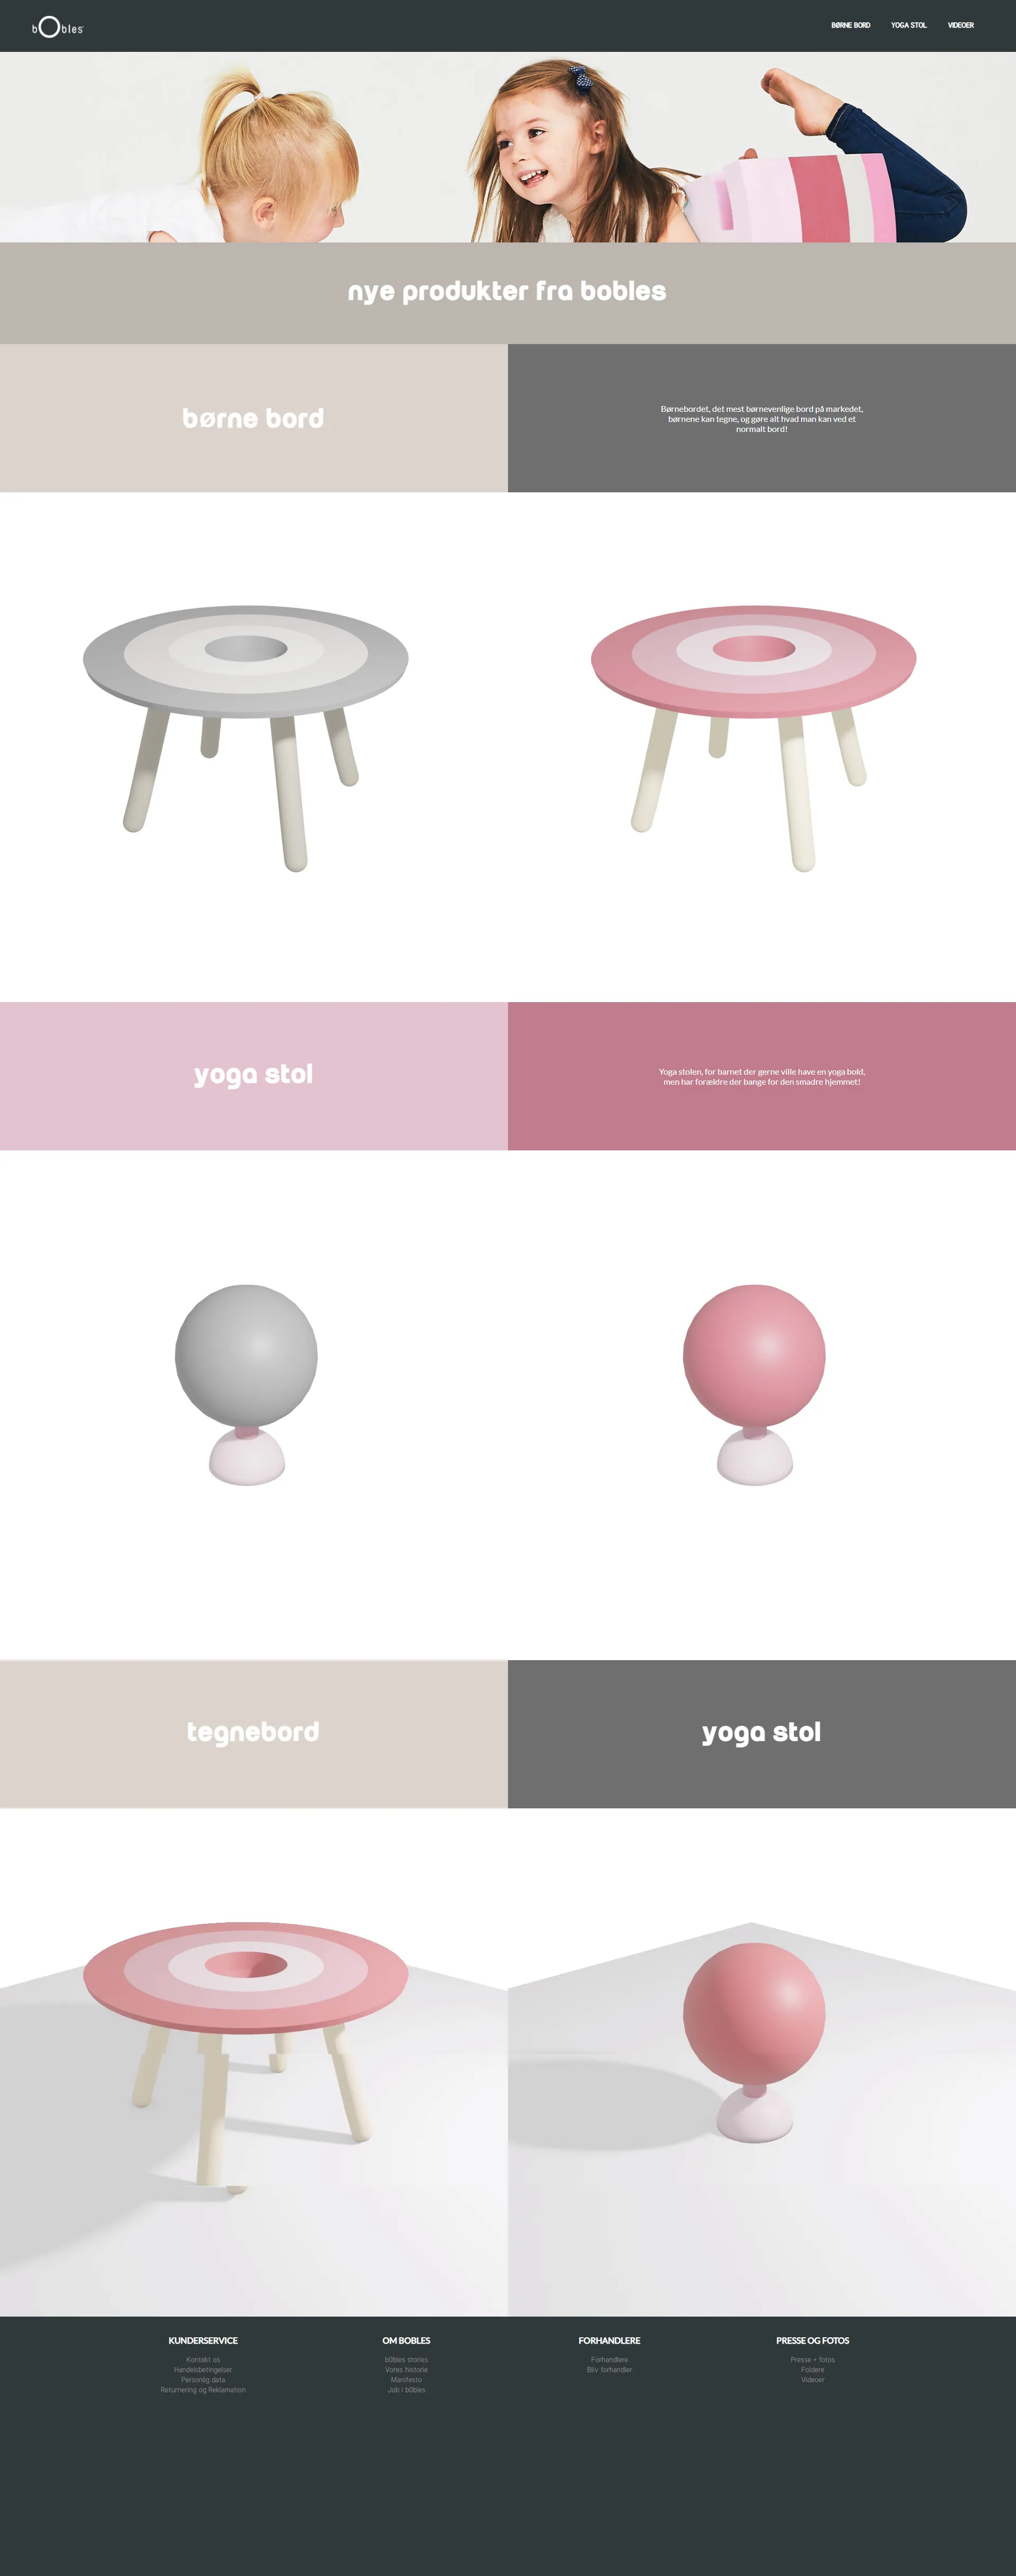 bObles
BØRNE BORD
YOGA STOL
VIDEOER
nye produkter fra bobles
børne bord
Børnebordet, det mest børnevenlige bord på markedet,
børnene kan tegne, og gøre alt hvad man kan ved et
normalt bord!
yoga stol
Yoga stolen, for barnet der gerne ville have en yoga bold,
men har forældre der bange for den smadre hjemmet!
tegnebord
yoga stol
KUNDERSERVICE
Kontakt os
Handelsbetingelser
Personlig data
Returnering og Reklamation
OM BOBLES
bObles stories
Vores historie
Manifesto
Job i bObles
FORHANDLERE
Forhandlere
Bliv forhandler
PRESSE OG FOTOS
Presse + fotos
Foldere
Videoer